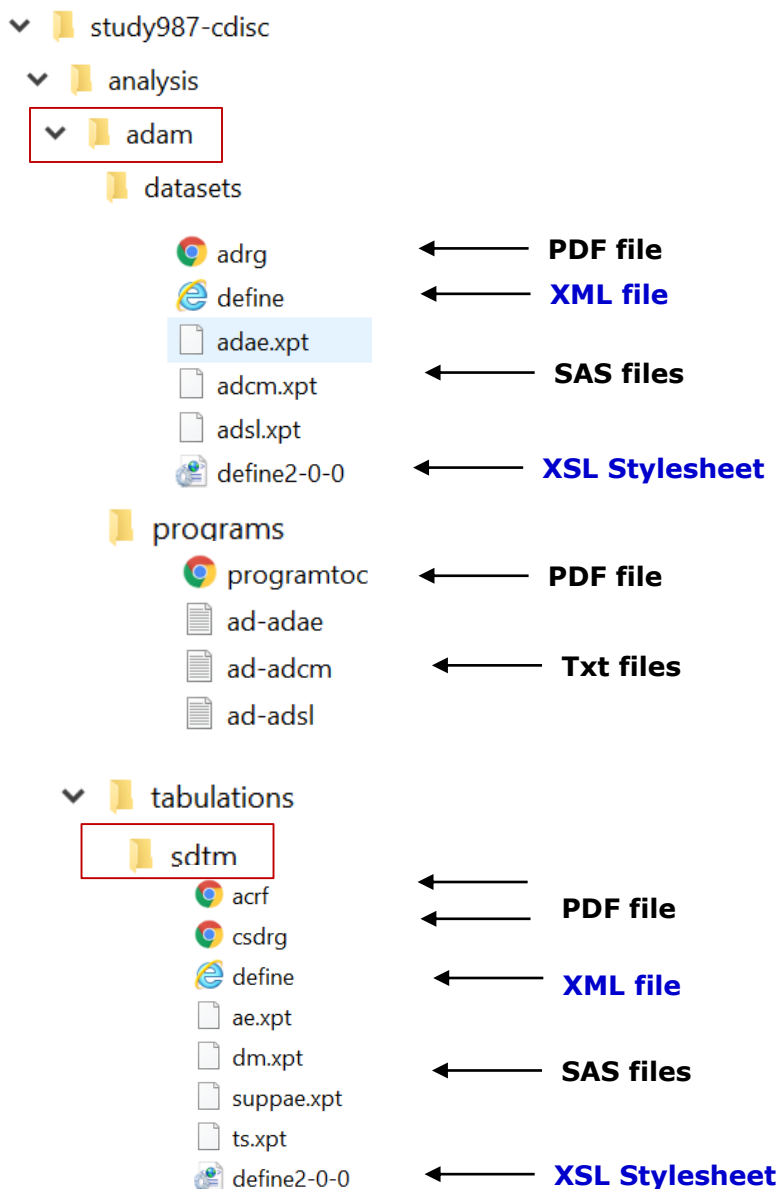 study987-cdisc
analysis
adam
datasets
adrg PDF file
define XML file
adae.xpt
adcm.xpt SAS files
adsl.xpt
define2-0-0 XSL Stylesheet
programs
programtoc PDF file
ad-adae
ad-adcm Txt files
ad-adsl
tabulations
sdtm
acrf
csdrg PDF file
define XML file
ae.xpt
dm.xpt SAS files
suppae.xpt
ts.xpt
define2-0-0 XSL Stylesheet